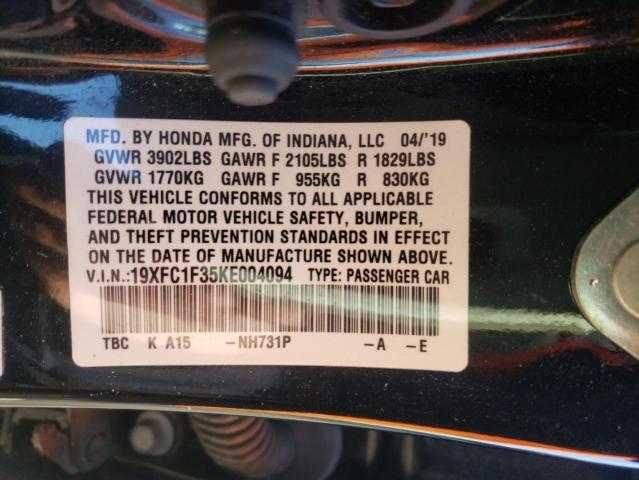 MFD. BY HONDA MFG. OF INDIANA, LLC 04/'19
GVWR 3902LBS GAWR F 2105LBS R 1829LBS
GVWR 1770KG GAWR F 955KG R 830KG
THIS VEHICLE CONFORMS TO ALL APPLICABLE
FEDERAL MOTOR VEHICLE SAFETY, BUMPER,
AND THEFT PREVENTION STANDARDS IN EFFECT
ON THE DATE OF MANUFACTURE SHOWN ABOVE.
V.I.N.:19XFC1F35KE004094 TYPE: PASSENGER CAR
TBC K A15 -NH731P -A -E